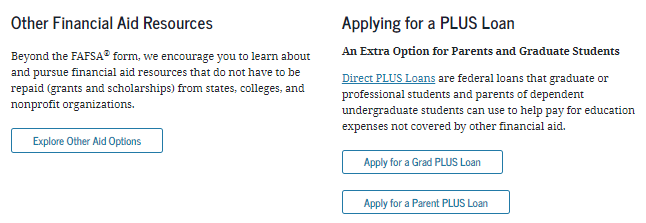 Other Financial Aid Resources
Beyond the FAFSA® form, we encourage you to learn about
and pursue financial aid resources that do not have to be
repaid (grants and scholarships) from states, colleges, and
nonprofit organizations.
Explore Other Aid Options
Applying for a PLUS Loan
An Extra Option for Parents and Graduate Students
Direct PLUS Loans are federal loans that graduate or
professional students and parents of dependent
undergraduate students can use to help pay for education
expenses not covered by other financial aid.
Apply for a Grad PLUS Loan
Apply for a Parent PLUS Loan